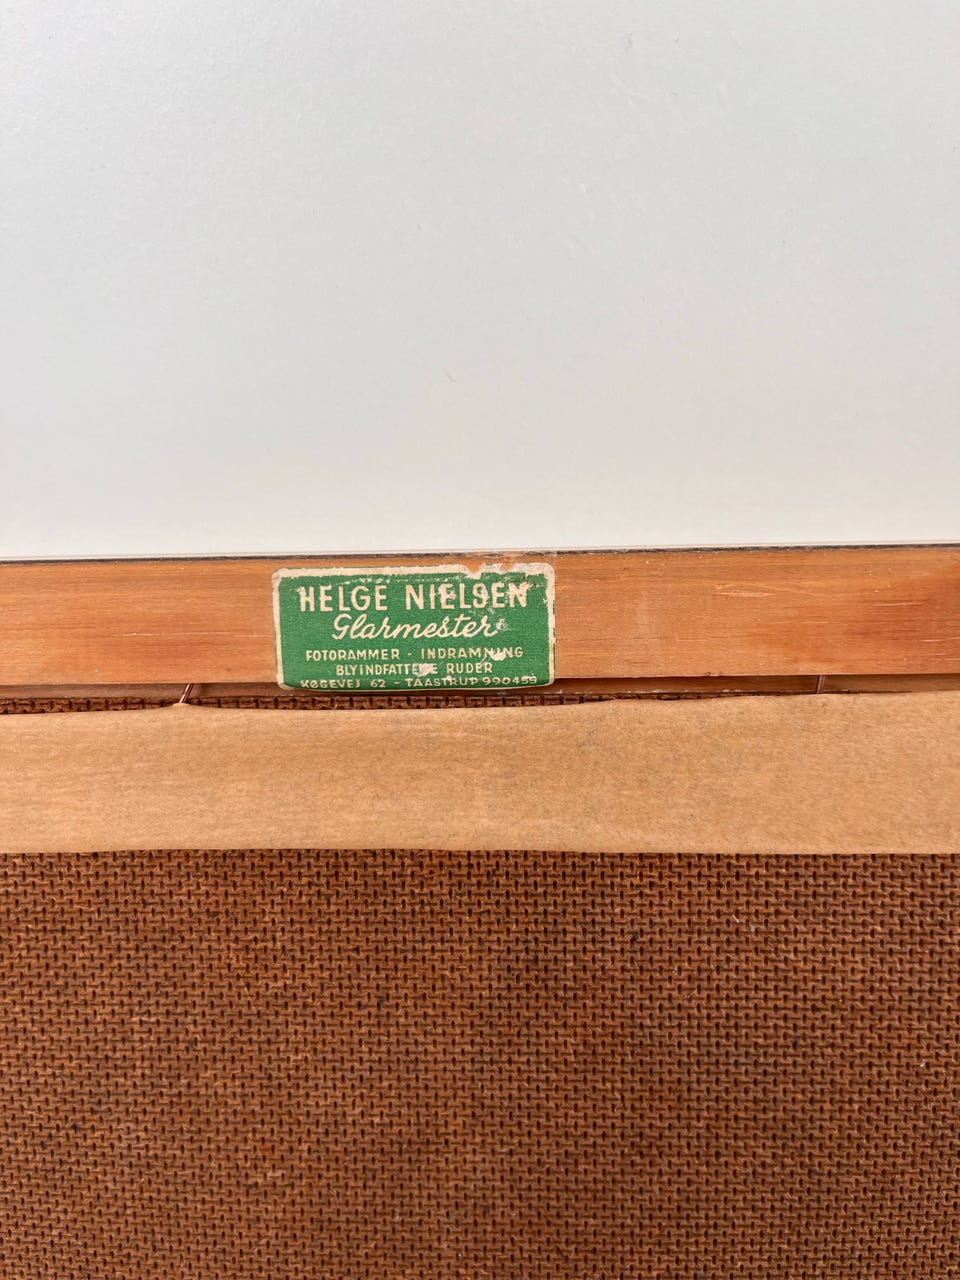 HELGE NIELSEN
Glarmester
FOTORAMMER - INDRAMNING
BLYINDFATTEDE RUDER
KØGEVEJ 62 - TAASTRUP 990459